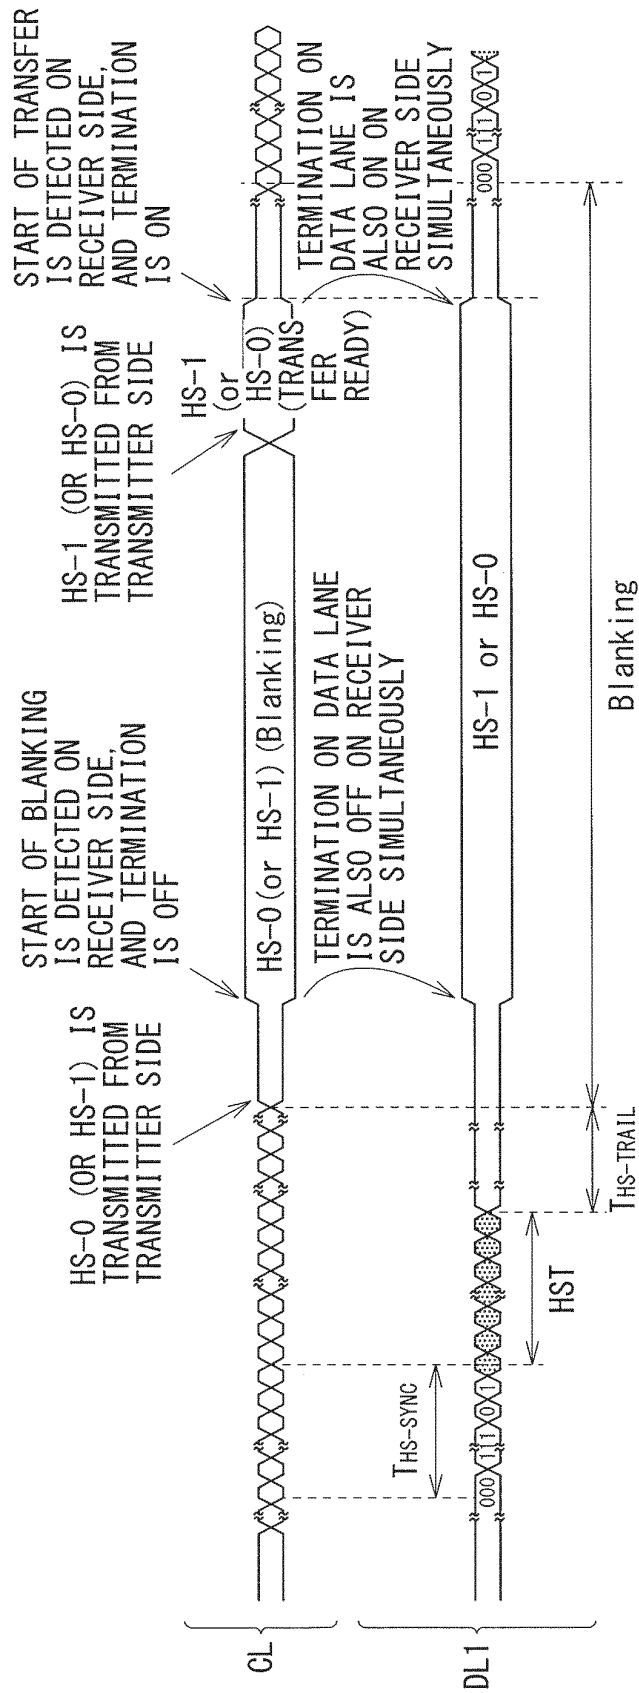 HS-0 (OR HS-1) IS
TRANSMITTED FROM
TRANSMITTER SIDE
START OF BLANKING
IS DETECTED ON
RECEIVER SIDE,
AND TERMINATION
IS OFF
HS-1 (OR HS-0) IS
TRANSMITTED FROM
TRANSMITTER SIDE
START OF TRANSFER
IS DETECTED ON
RECEIVER SIDE,
AND TERMINATION
IS ON
CL
HS-0(or HS-1)(Blanking)
HS-1
(or
HS-0)
(TRANS-
FER
READY)
TERMINATION ON DATA LANE
IS ALSO OFF ON RECEIVER
SIDE SIMULTANEOUSLY
TERMINATION ON
DATA LANE IS
ALSO ON ON
RECEIVER SIDE
SIMULTANEOUSLY
THS-SYNC
DL1
000 111 0 1
HS-1 or HS-0
000 111 0 1
HST
THS-TRAIL
Blanking